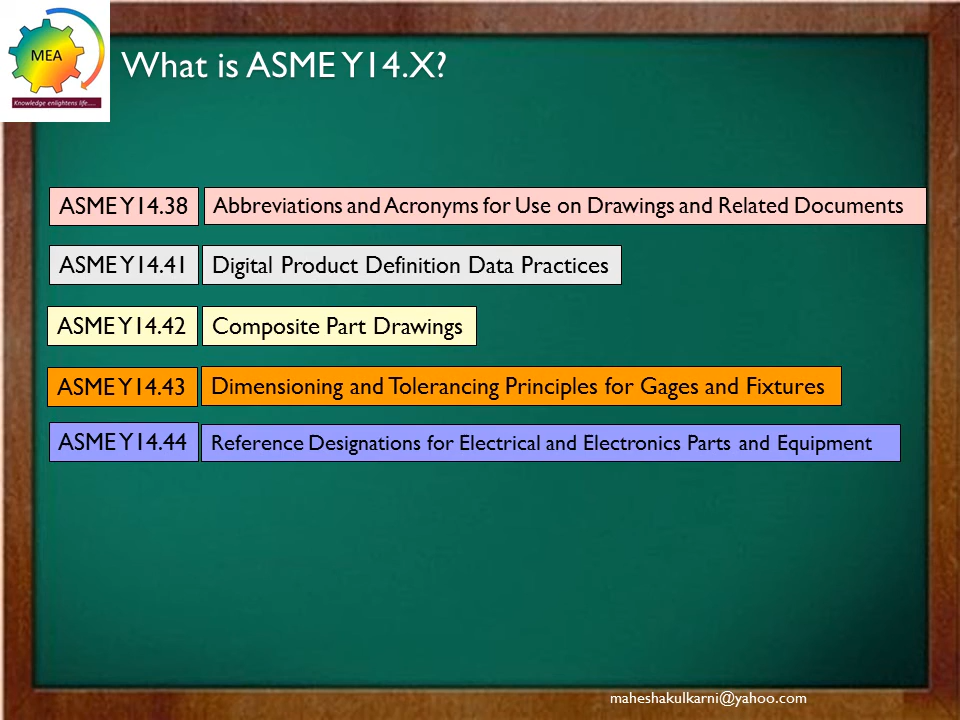 MEA
Knowledge enlightens life.....
What is ASME Y14.X?
ASME Y14.38 Abbreviations and Acronyms for Use on Drawings and Related Documents
ASME Y14.41 Digital Product Definition Data Practices
ASME Y14.42 Composite Part Drawings
ASME Y14.43 Dimensioning and Tolerancing Principles for Gages and Fixtures
ASME Y14.44 Reference Designations for Electrical and Electronics Parts and Equipment
maheshakulkarni@yahoo.com